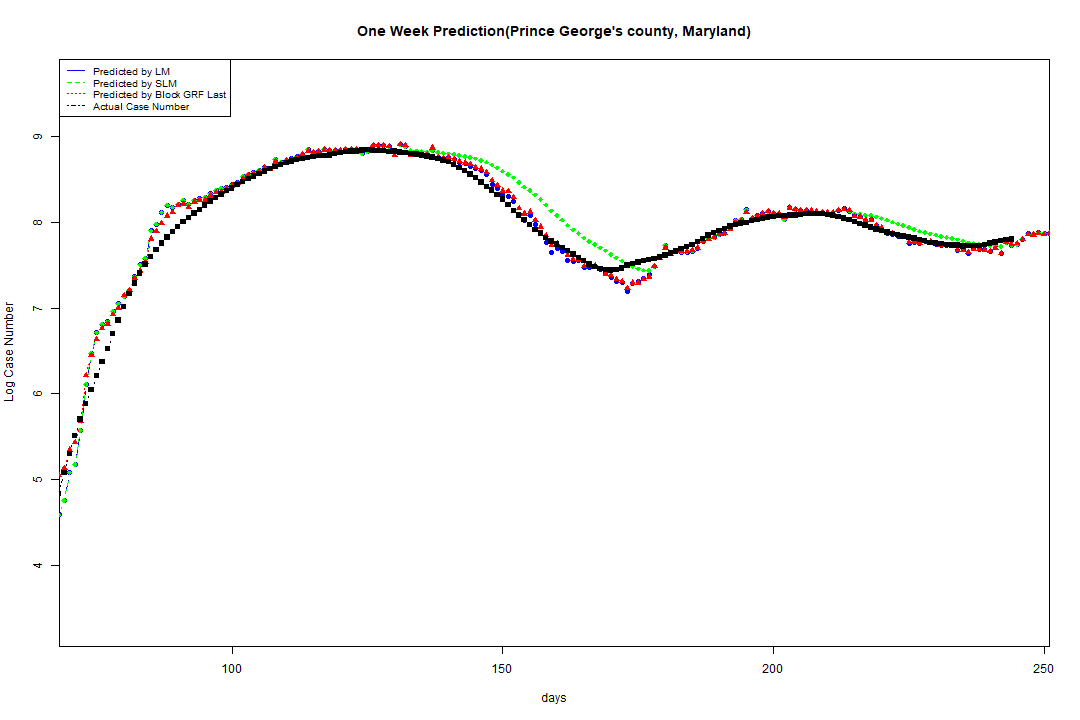 One Week Prediction(Prince George's county, Maryland)
Predicted by LM
Predicted by SLM
Predicted by Block GRF Last
Actual Case Number
9
8
7
6
5
4
Log Case Number
100 150 200 250
days